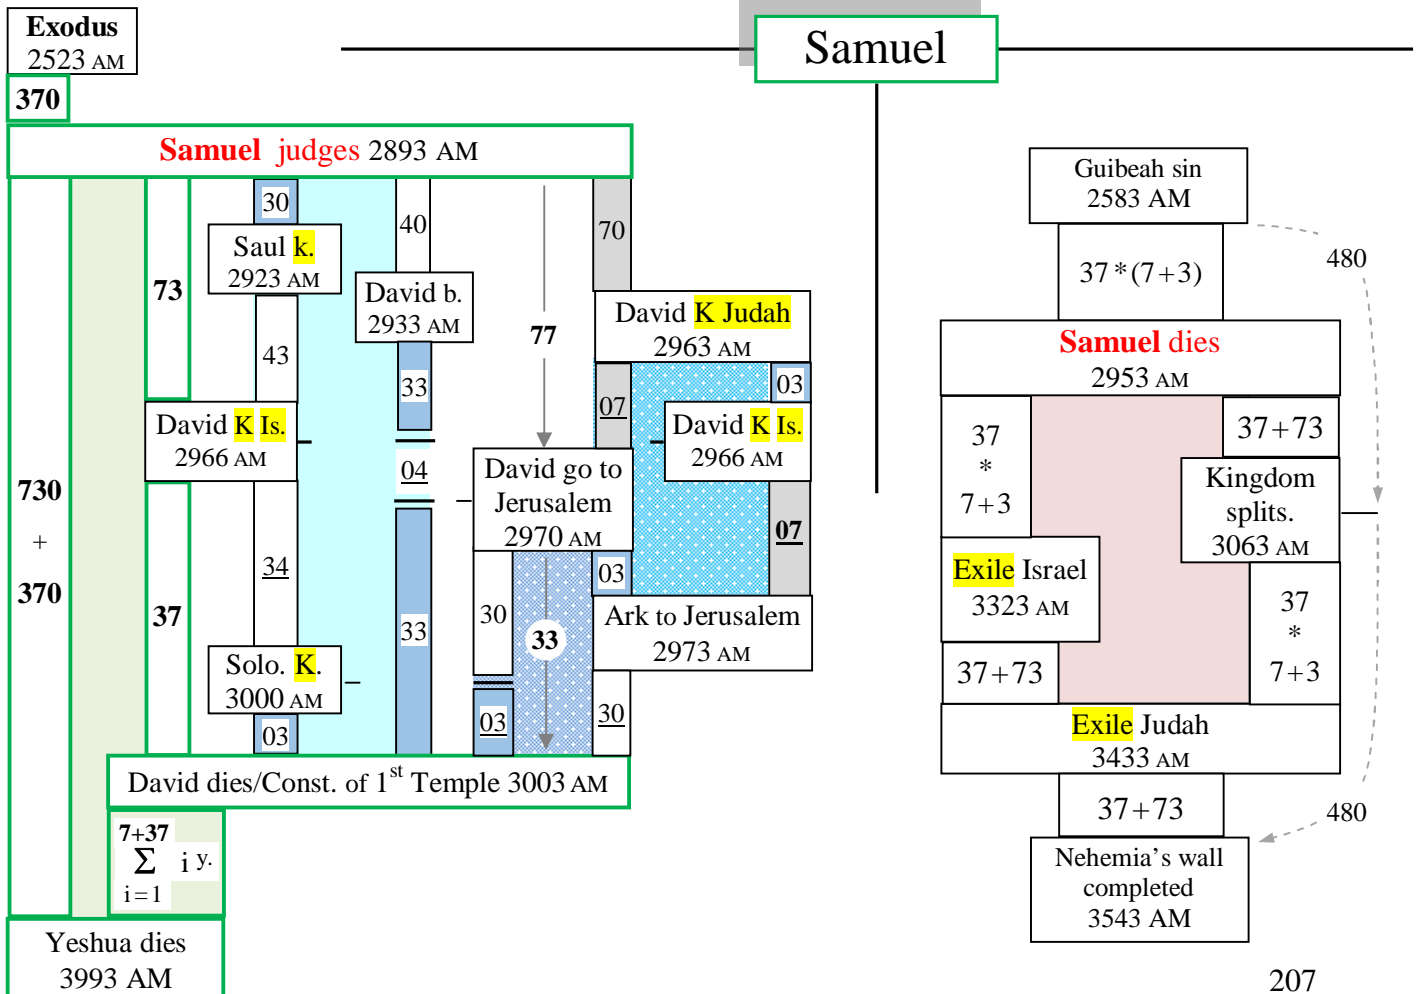 Exodus
2523 AM
370
Samuel
Samuel judges 2893 AM
730
+
370
73
37
30
Saul k.
2923 AM
43
David K Is.
2966 AM
34
Solo. K.
3000 AM
03
40
David b.
2933 AM
33
04
33
77
David go to
Jerusalem
2970 AM
30
03
33
70
David K Judah
2963 AM
07
03
David K Is.
2966 AM
07
03
Ark to Jerusalem
2973 AM
30
David dies/Const. of 1st Temple 3003 AM
7+37
Σ i y.
i=1
Yeshua dies
3993 AM
Guibeah sin
2583 AM
480
37*(7+3)
Samuel dies
2953 AM
37
*
7+3
37+73
Kingdom
splits.
3063 AM
Exile Israel
3323 AM
37
*
7+3
37+73
Exile Judah
3433 AM
37+73
480
Nehemia's wall
completed
3543 AM
207